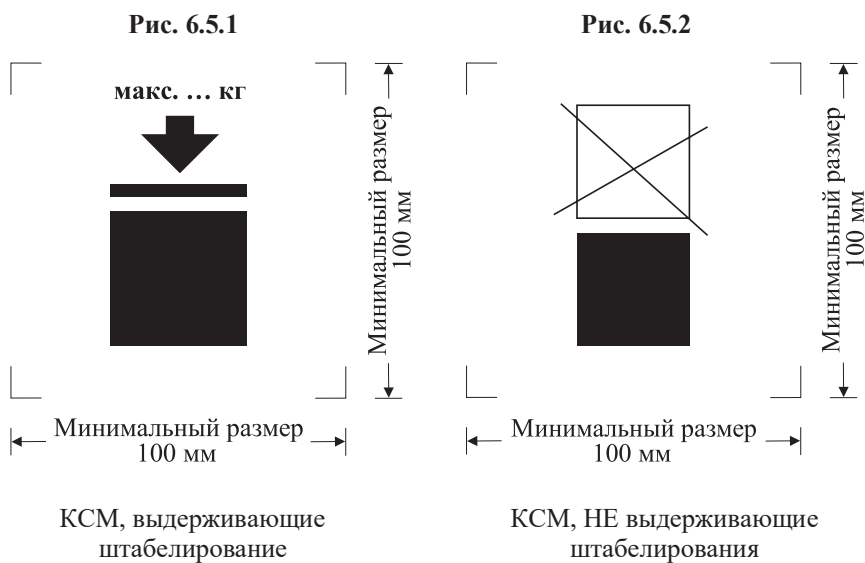 Рис. 6.5.1
макс. … кг
Минимальный размер
100 мм
Минимальный размер
100 мм
КСМ, выдерживающие
штабелирование
Рис. 6.5.2
Минимальный размер
100 мм
Минимальный размер
100 мм
КСМ, НЕ выдерживающие
штабелирования